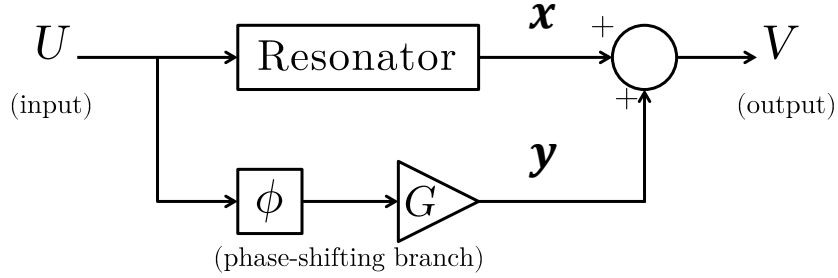 x
U
Resonator
+
V
(input)
+
(output)
y
ϕ
G
(phase-shifting branch)